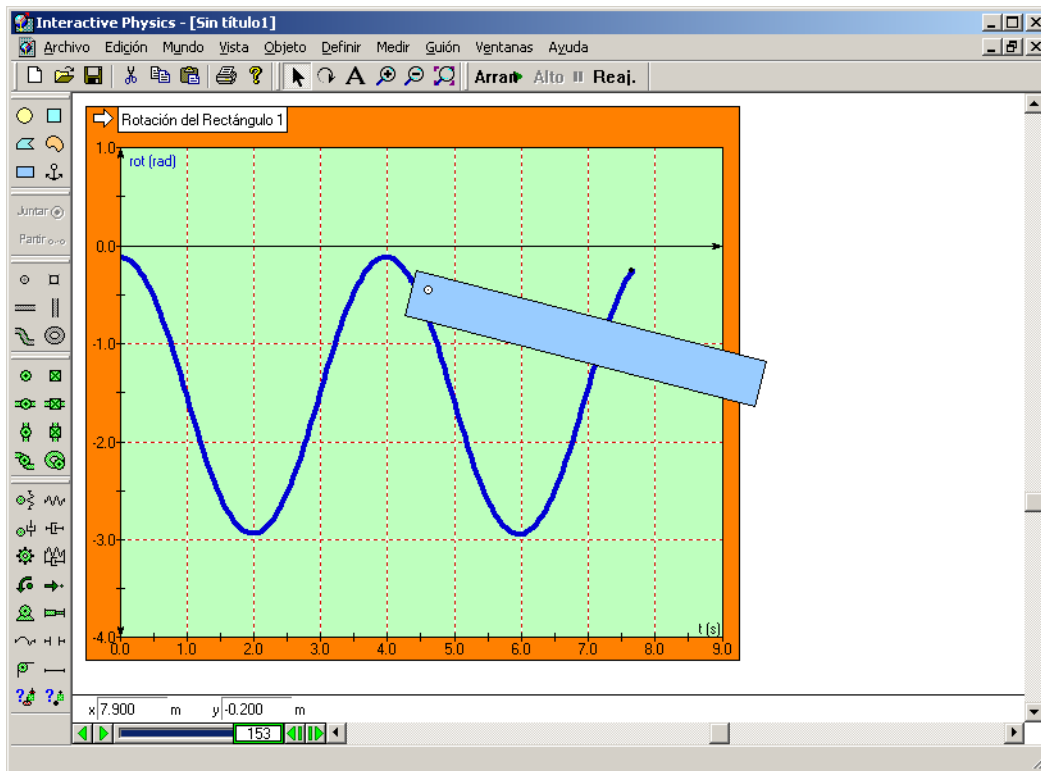 Interactive Physics - [Sin título1]
Archivo Edición Mundo Vista Objeto Definir Medir Guión Ventanas Ayuda
A Arran Alto Reaj.
Rotación del Rectángulo 1
1.0
rot (rad)
Juntar
Partir
0.0
-1.0
-2.0
-3.0
-4.0
t (s)
0.0 1.0 2.0 3.0 4.0 5.0 6.0 7.0 8.0 9.0
x 7.900 m y -0.200 m
153